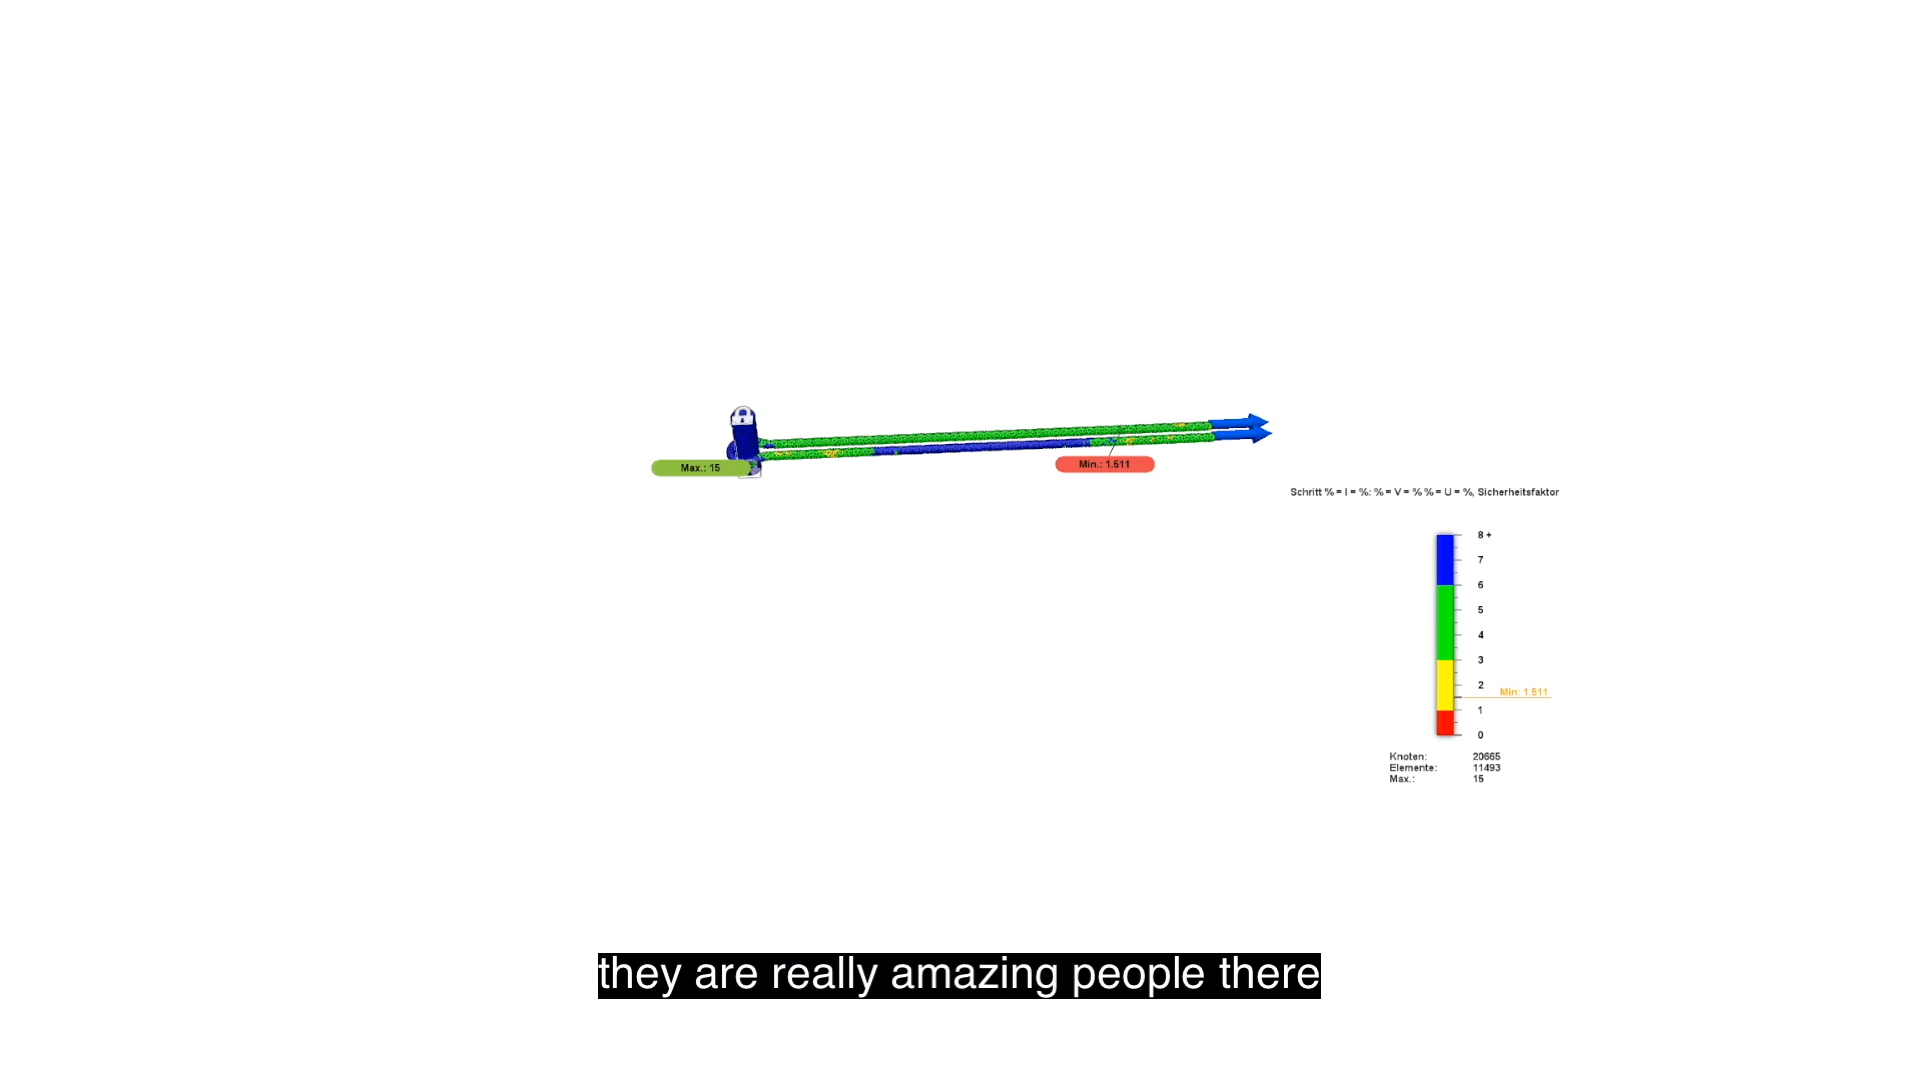 Max.: 15
Min.: 1.511
Schritt % = I = %: % = V = % % = U = %, Sicherheitsfaktor
8 +
7
6
5
4
3
2
Min: 1.511
1
0
Knoten: 20665
Elemente: 11493
Max.: 15
they are really amazing people there